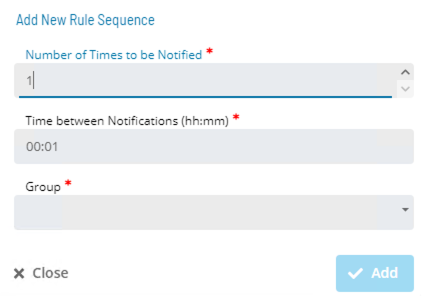 Add New Rule Sequence
Number of Times to be Notified *
1
Time between Notifications (hh:mm) *
00:01
Group *
Close
Add